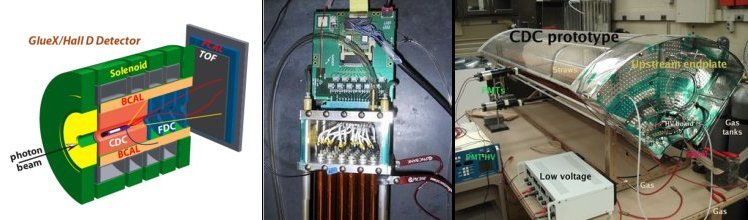 GlueX/Hall D Detector
FCAL
TOF
Solenoid
BCAL
CDC
FDC
BCAL
photon
beam
CDC prototype
Straws
Upstream endplate
PMTs
HV board
Gas
tanks
PMT HV
Low voltage
Gas
Gas